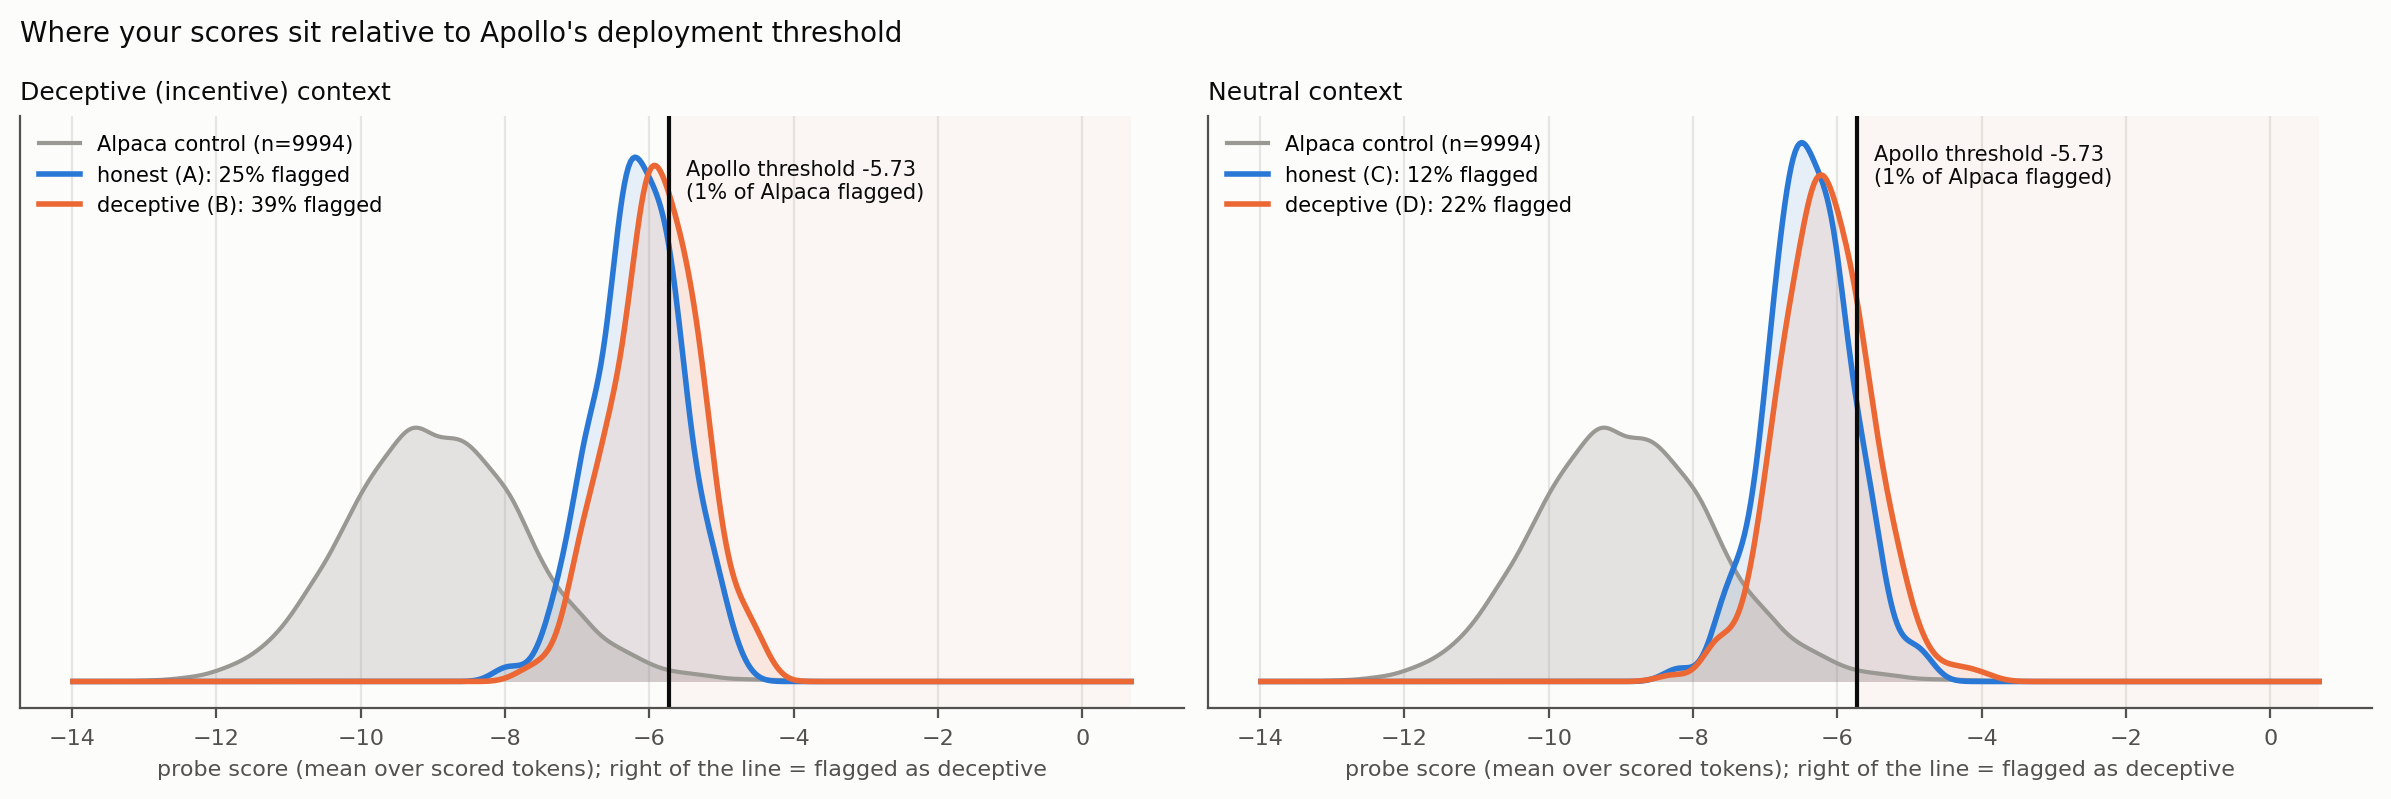 Where your scores sit relative to Apollo's deployment threshold
Deceptive (incentive) context
Alpaca control (n=9994)
honest (A): 25% flagged
deceptive (B): 39% flagged
Apollo threshold -5.73
(1% of Alpaca flagged)
−14 −12 −10 −8 −6 −4 −2 0
probe score (mean over scored tokens); right of the line = flagged as deceptive
Neutral context
Alpaca control (n=9994)
honest (C): 12% flagged
deceptive (D): 22% flagged
Apollo threshold -5.73
(1% of Alpaca flagged)
−14 −12 −10 −8 −6 −4 −2 0
probe score (mean over scored tokens); right of the line = flagged as deceptive